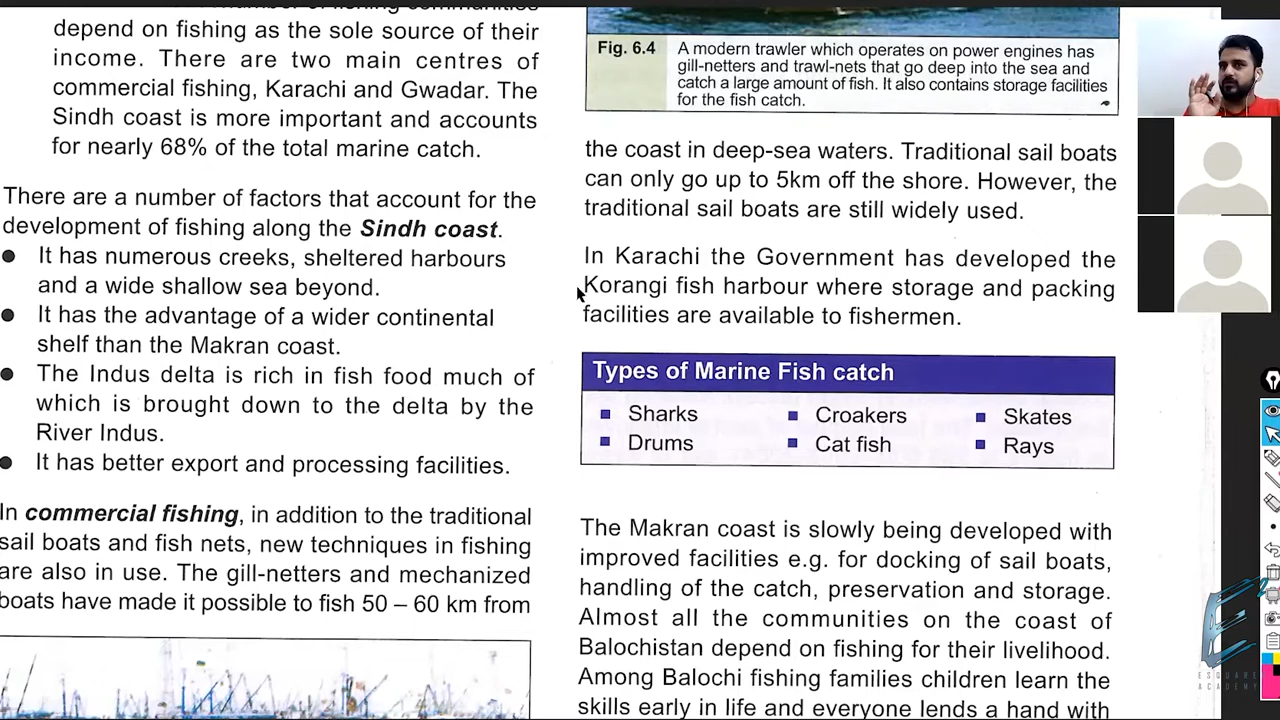 depend on fishing as the sole source of their
income. There are two main centres of
commercial fishing, Karachi and Gwadar. The
Sindh coast is more important and accounts
for nearly 68% of the total marine catch.
There are a number of factors that account for the
development of fishing along the Sindh coast.
It has numerous creeks, sheltered harbours
and a wide shallow sea beyond.
It has the advantage of a wider continental
shelf than the Makran coast.
The Indus delta is rich in fish food much of
which is brought down to the delta by the
River Indus.
It has better export and processing facilities.
In commercial fishing, in addition to the traditional
sail boats and fish nets, new techniques in fishing
are also in use. The gill-netters and mechanized
boats have made it possible to fish 50 – 60 km from
Fig. 6.4
A modern trawler which operates on power engines has
gill-netters and trawl-nets that go deep into the sea and
catch a large amount of fish. It also contains storage facilities
for the fish catch.
the coast in deep-sea waters. Traditional sail boats
can only go up to 5km off the shore. However, the
traditional sail boats are still widely used.
In Karachi the Government has developed the
Korangi fish harbour where storage and packing
facilities are available to fishermen.
Types of Marine Fish catch
Sharks Croakers Skates
Drums Cat fish Rays
The Makran coast is slowly being developed with
improved facilities e.g. for docking of sail boats,
handling of the catch, preservation and storage.
Almost all the communities on the coast of
Balochistan depend on fishing for their livelihood.
Among Balochi fishing families children learn the
skills early in life and everyone lends a hand with
ESQUARE
ACADEMY